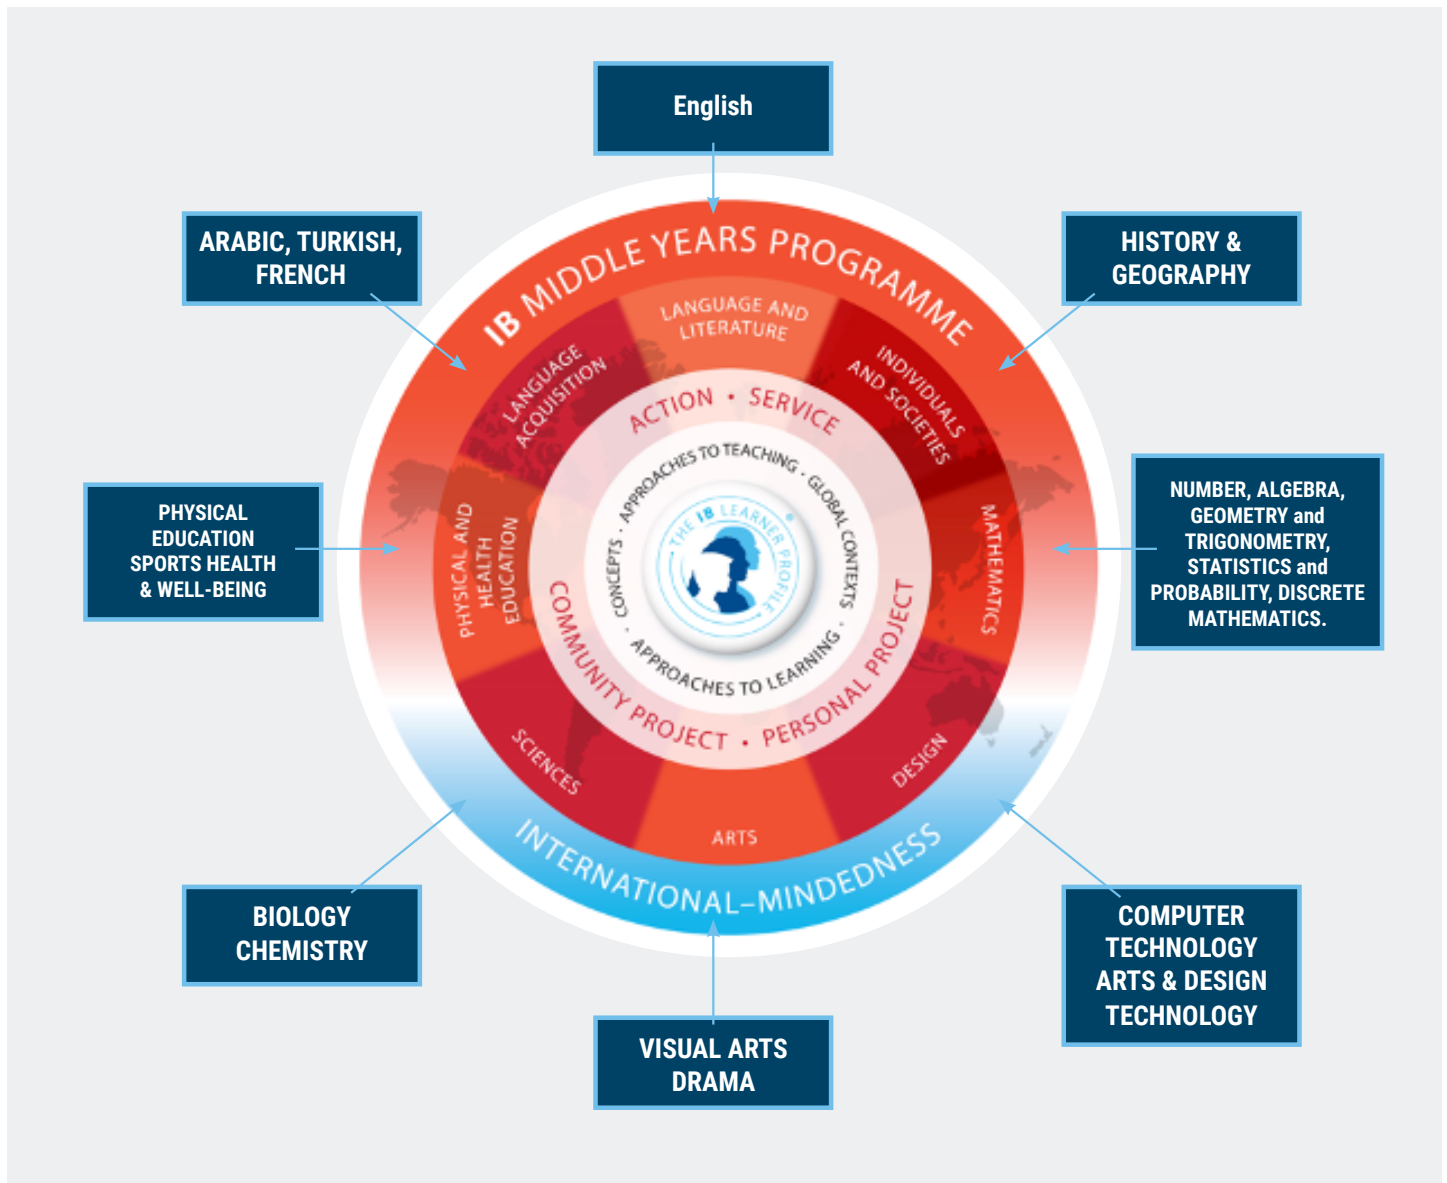 English
ARABIC, TURKISH,
FRENCH
HISTORY &
GEOGRAPHY
PHYSICAL
EDUCATION
SPORTS HEALTH
& WELL-BEING
NUMBER, ALGEBRA,
GEOMETRY and
TRIGONOMETRY,
STATISTICS and
PROBABILITY, DISCRETE
MATHEMATICS.
BIOLOGY
CHEMISTRY
COMPUTER
TECHNOLOGY
ARTS & DESIGN
TECHNOLOGY
VISUAL ARTS
DRAMA
IB MIDDLE YEARS PROGRAMME
INTERNATIONAL–MINDEDNESS
LANGUAGE AND
LITERATURE
INDIVIDUALS
AND SOCIETIES
MATHEMATICS
DESIGN
ARTS
SCIENCES
PHYSICAL AND
HEALTH
EDUCATION
LANGUAGE
ACQUISITION
ACTION • SERVICE
COMMUNITY PROJECT • PERSONAL PROJECT
APPROACHES TO TEACHING · GLOBAL CONTEXTS · APPROACHES TO LEARNING · CONCEPTS ·
• THE IB LEARNER PROFILE • ®